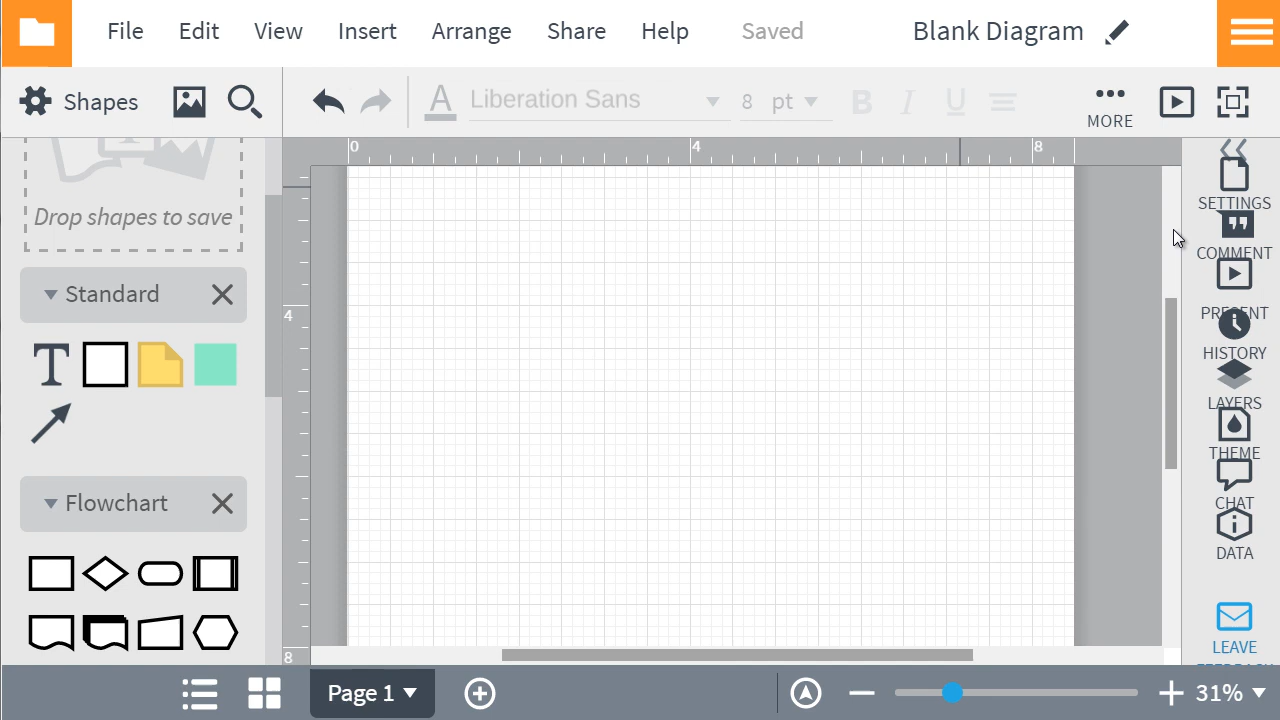 File Edit View Insert Arrange Share Help Saved Blank Diagram
Shapes Liberation Sans 8 pt B I U MORE
0 4 8
Drop shapes to save
Standard
T
Flowchart
4
8
SETTINGS
COMMENT
PRESENT
HISTORY
LAYERS
THEME
CHAT
DATA
LEAVE
FEEDBACK
Page 1 31%